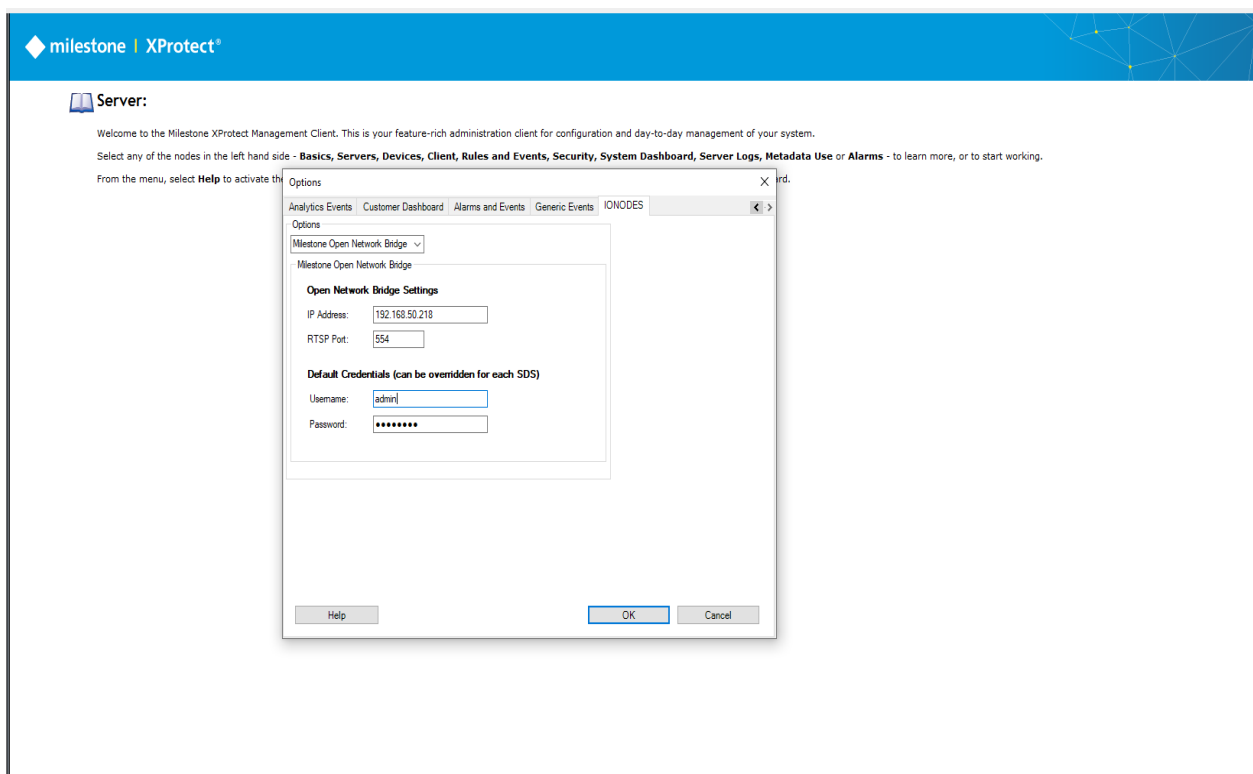 milestone | XProtect®
Server:
Welcome to the Milestone XProtect Management Client. This is your feature-rich administration client for configuration and day-to-day management of your system.
Select any of the nodes in the left hand side - Basics, Servers, Devices, Client, Rules and Events, Security, System Dashboard, Server Logs, Metadata Use or Alarms - to learn more, or to start working.
From the menu, select Help to activate the
rd.
Options
Analytics Events Customer Dashboard Alarms and Events Generic Events IONODES
Options
Milestone Open Network Bridge
Milestone Open Network Bridge
Open Network Bridge Settings
IP Address: 192.168.50.218
RTSP Port: 554
Default Credentials (can be overridden for each SDS)
Username: admin
Password: ●●●●●●●●
Help OK Cancel